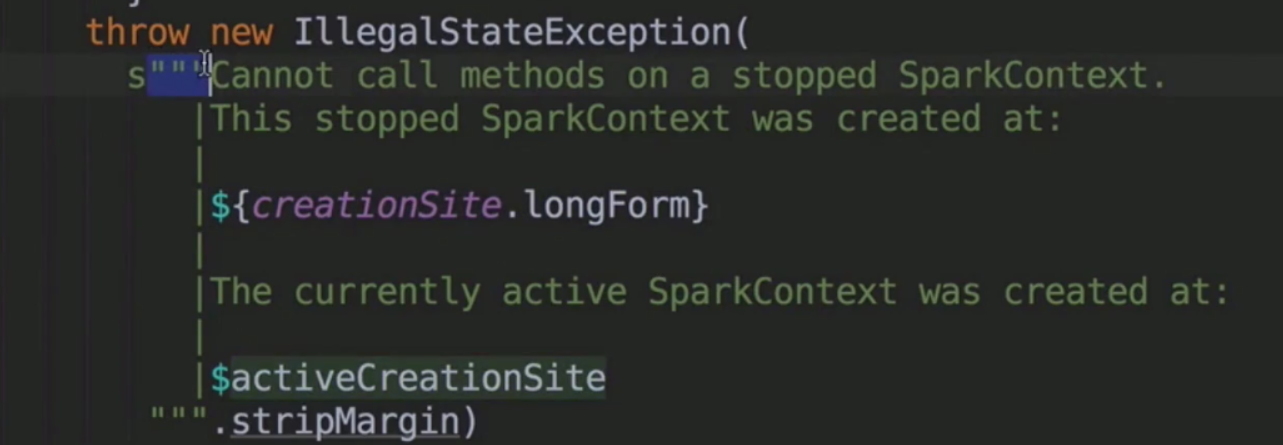 throw new IllegalStateException(
s"""Cannot call methods on a stopped SparkContext.
|This stopped SparkContext was created at:
|
|${creationSite.longForm}
|
|The currently active SparkContext was created at:
|
|$activeCreationSite
""".stripMargin)